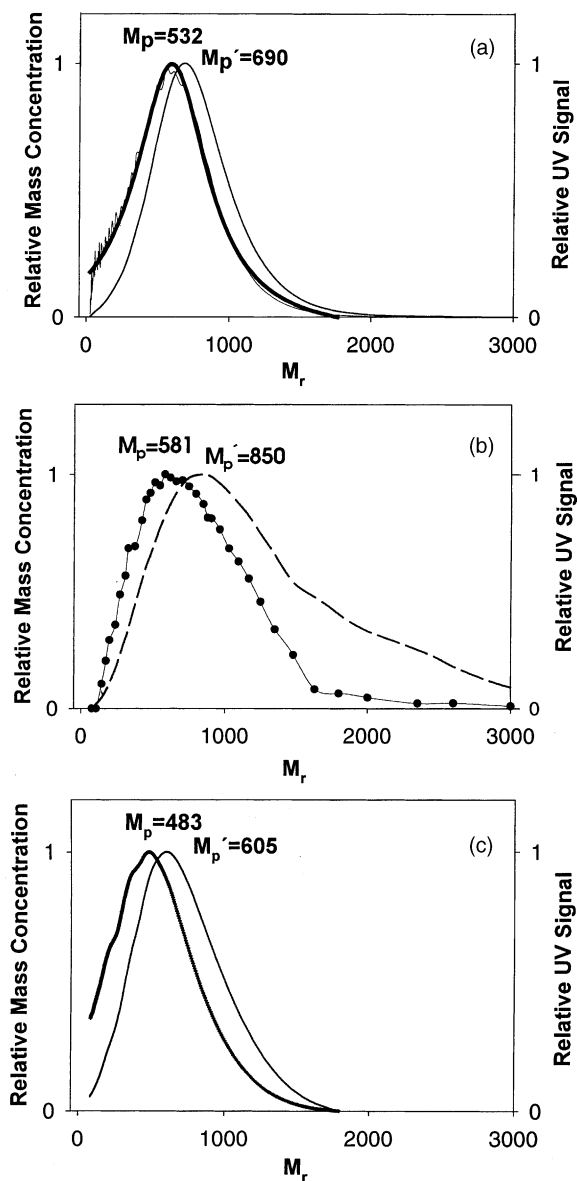 Mp=532
Mp´=690
(a)
Relative Mass Concentration
Relative UV Signal
1
1
0
0
0
1000
2000
3000
Mr
Mp=581
Mp´=850
(b)
Relative Mass Concentration
Relative UV Signal
1
1
0
0
0
1000
2000
3000
Mr
Mp=483
Mp´=605
(c)
Relative Mass Concentration
Relative UV Signal
1
1
0
0
0
1000
2000
3000
Mr